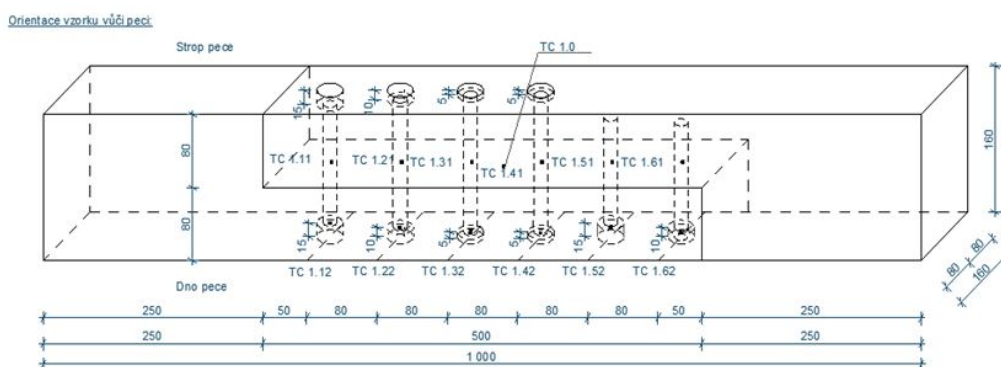 Orientace vzorku vůči peci:
Strop pece
TC 1.0
15
10
5
5
160
80
TC 1.11
TC 1.21
TC 1.31
TC 1.41
TC 1.51
TC 1.61
80
15
10
5
5
15
10
80
80
160
TC 1.12
TC 1.22
TC 1.32
TC 1.42
TC 1.52
TC 1.62
Dno pece
250
50
80
80
80
80
80
50
250
250
500
250
1 000